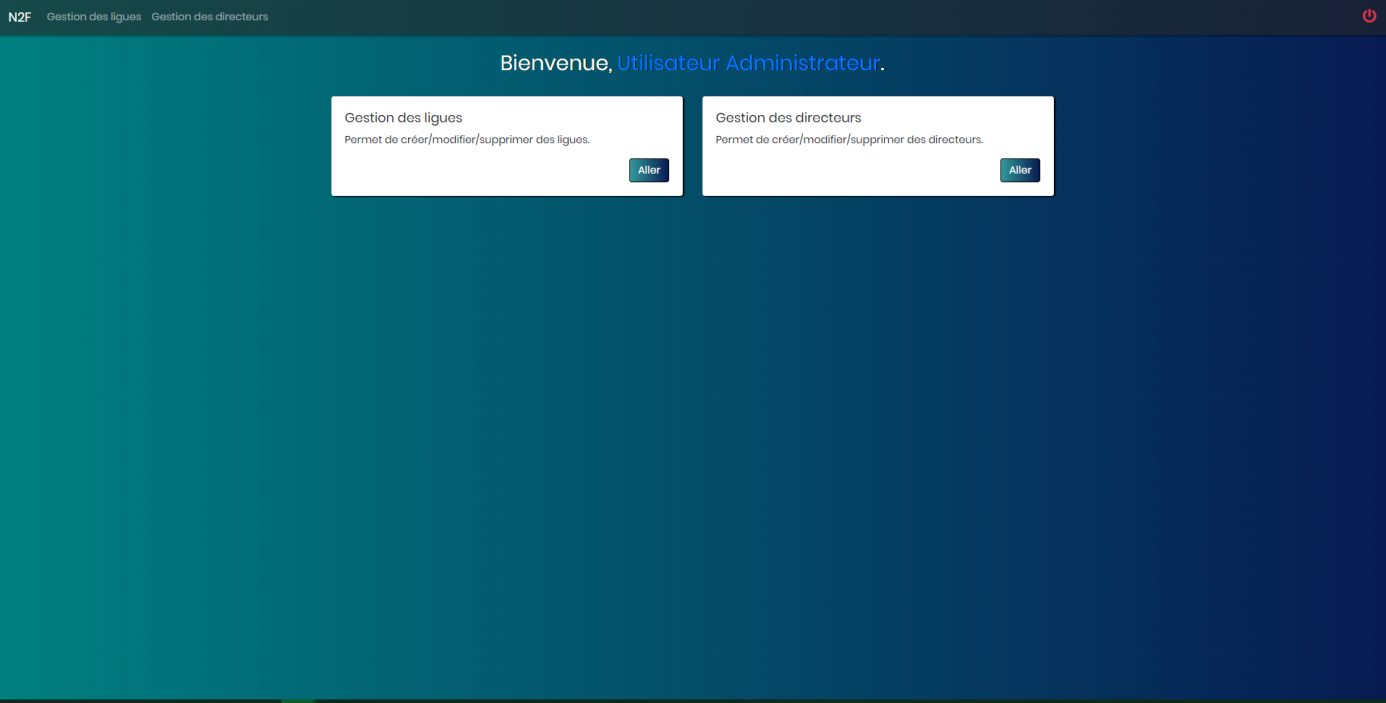 N2F Gestion des ligues Gestion des directeurs
Bienvenue, Utilisateur Administrateur.
Gestion des ligues
Permet de créer/modifier/supprimer des ligues.
Aller
Gestion des directeurs
Permet de créer/modifier/supprimer des directeurs.
Aller